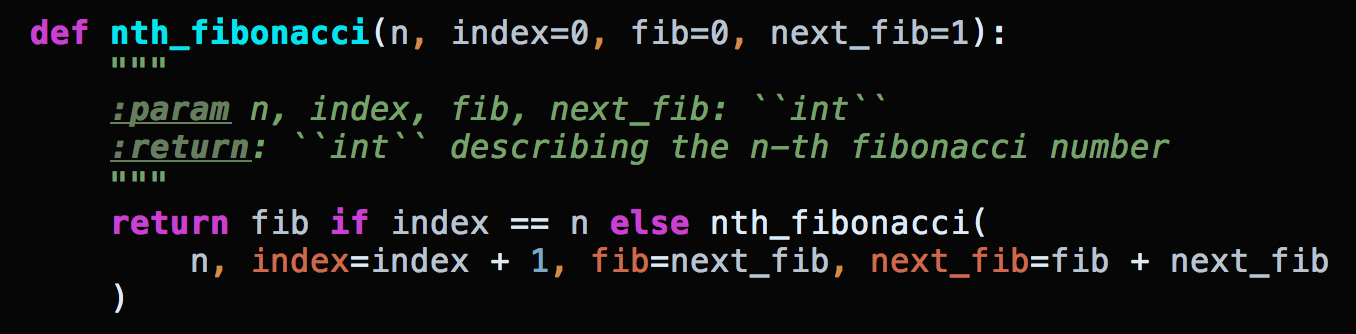 def nth_fibonacci(n, index=0, fib=0, next_fib=1):
    """
    :param n, index, fib, next_fib: ``int``
    :return: ``int`` describing the n-th fibonacci number
    """
    return fib if index == n else nth_fibonacci(
        n, index=index + 1, fib=next_fib, next_fib=fib + next_fib
    )